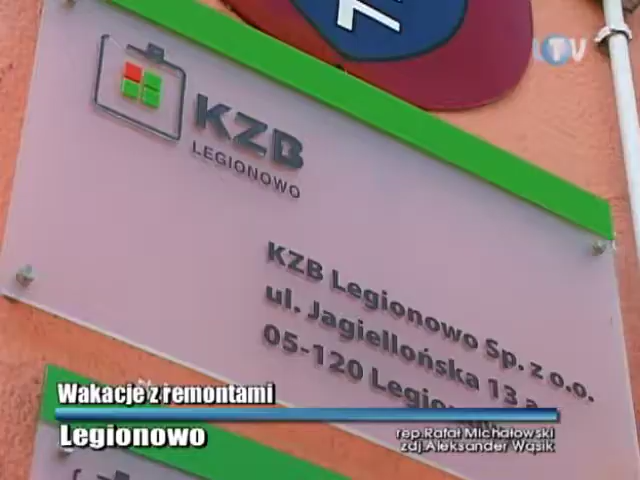 LTV
KZB
LEGIONOWO
KZB Legionowo Sp. z o.o.
ul. Jagiellońska 13 a
05-120
Wakacje z remontami
Legionowo
rep.Rafał Michałowski
zdj.Aleksander Wąsik